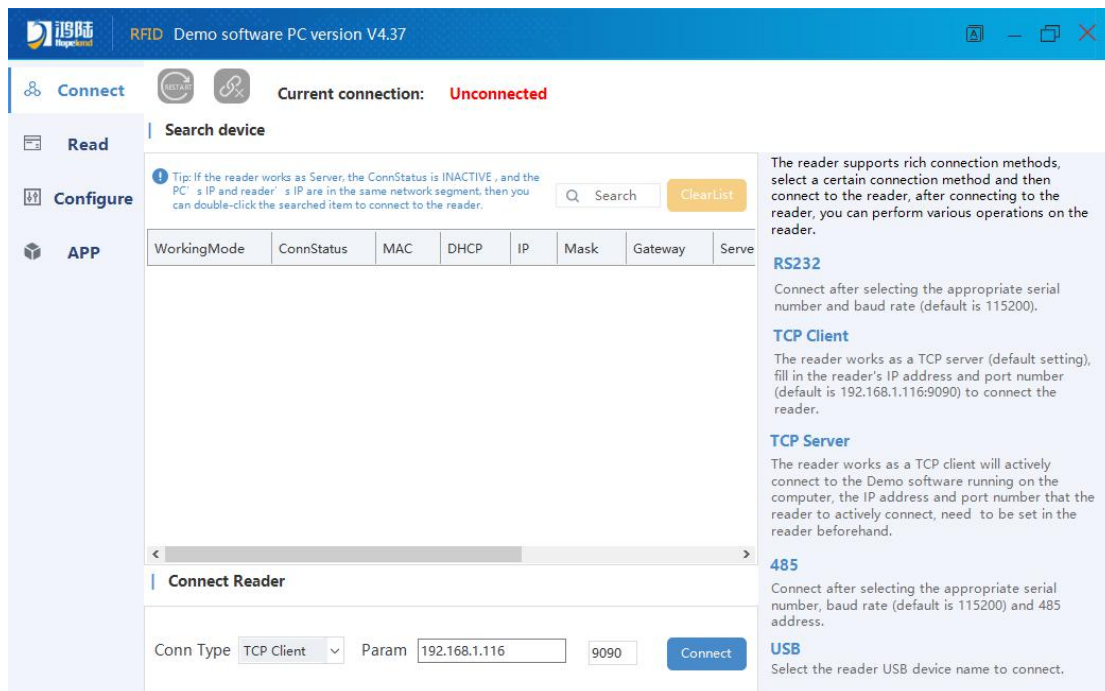 鸿陆
Hopeland
RFID Demo software PC version V4.37
Connect
Read
Configure
APP
RESTART
Current connection: Unconnected
Search device
Tip: If the reader works as Server, the ConnStatus is INACTIVE , and the
PC' s IP and reader' s IP are in the same network segment, then you
can double-click the searched item to connect to the reader.
Search
ClearList
WorkingMode ConnStatus MAC DHCP IP Mask Gateway Serve
Connect Reader
Conn Type TCP Client Param 192.168.1.116 9090 Connect
The reader supports rich connection methods,
select a certain connection method and then
connect to the reader, after connecting to the
reader, you can perform various operations on the
reader.
RS232
Connect after selecting the appropriate serial
number and baud rate (default is 115200).
TCP Client
The reader works as a TCP server (default setting),
fill in the reader's IP address and port number
(default is 192.168.1.116:9090) to connect the
reader.
TCP Server
The reader works as a TCP client will actively
connect to the Demo software running on the
computer, the IP address and port number that the
reader to actively connect, need to be set in the
reader beforehand.
485
Connect after selecting the appropriate serial
number, baud rate (default is 115200) and 485
address.
USB
Select the reader USB device name to connect.